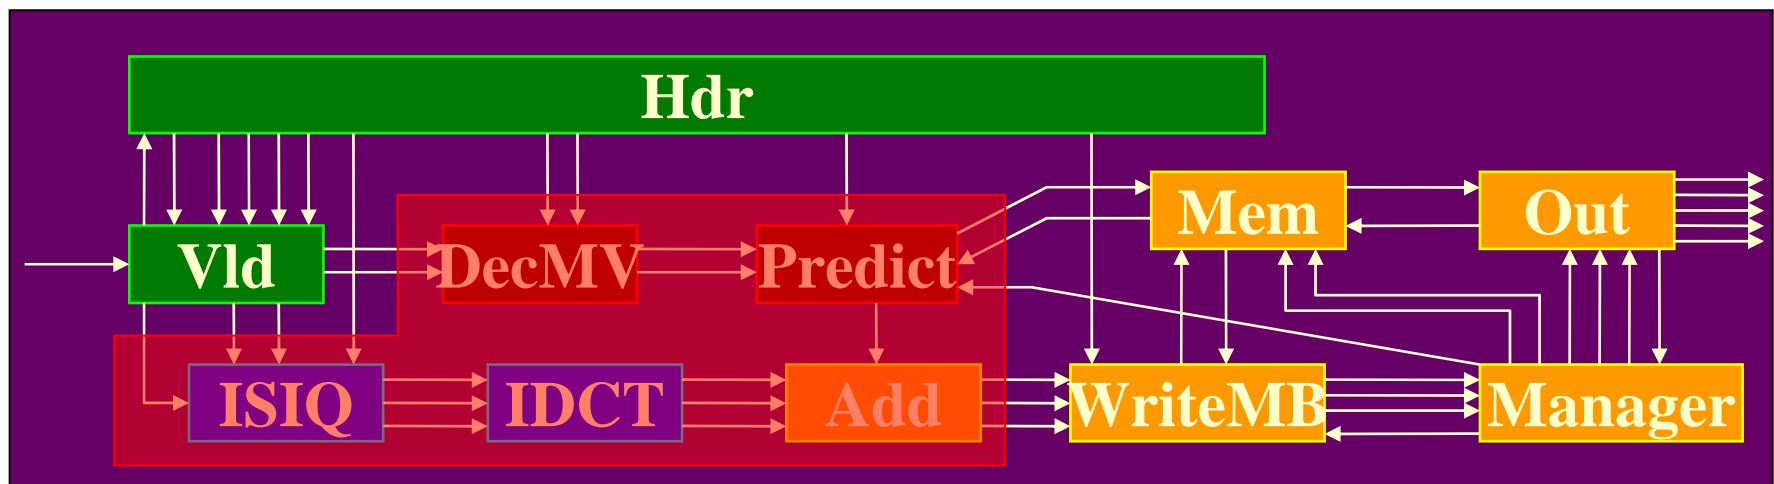 Hdr
Vld
DecMV
Predict
Mem
Out
ISIQ
IDCT
Add
WriteMB
Manager